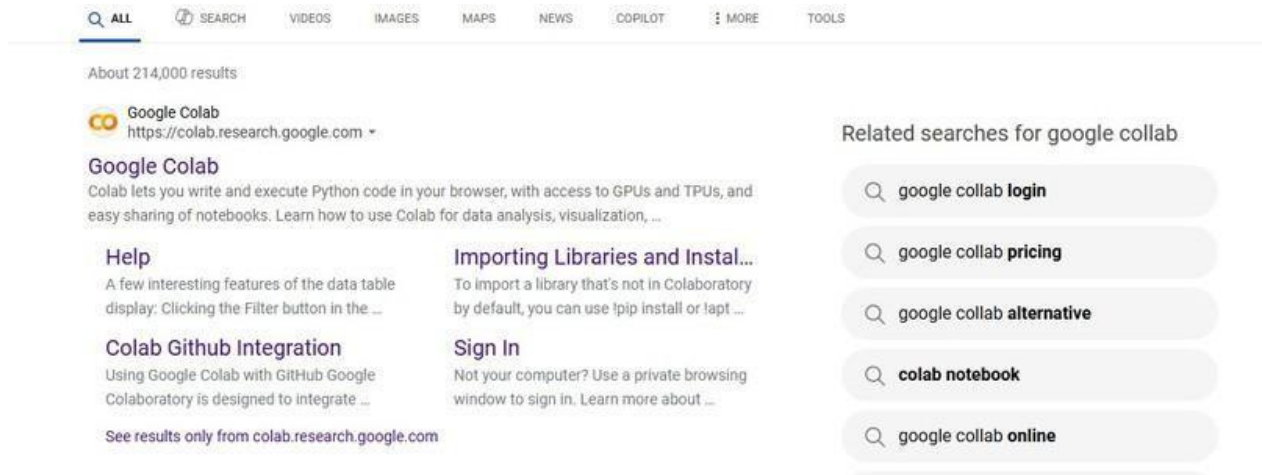 ALL SEARCH VIDEOS IMAGES MAPS NEWS COPILOT MORE TOOLS
About 214,000 results
CO
Google Colab
https://colab.research.google.com
Google Colab
Colab lets you write and execute Python code in your browser, with access to GPUs and TPUs, and
easy sharing of notebooks. Learn how to use Colab for data analysis, visualization, ...
Help
A few interesting features of the data table
display: Clicking the Filter button in the ...
Importing Libraries and Instal...
To import a library that's not in Colaboratory
by default, you can use !pip install or !apt ...
Colab Github Integration
Using Google Colab with GitHub Google
Colaboratory is designed to integrate ...
Sign In
Not your computer? Use a private browsing
window to sign in. Learn more about ...
See results only from colab.research.google.com
Related searches for google collab
google collab login
google collab pricing
google collab alternative
colab notebook
google collab online